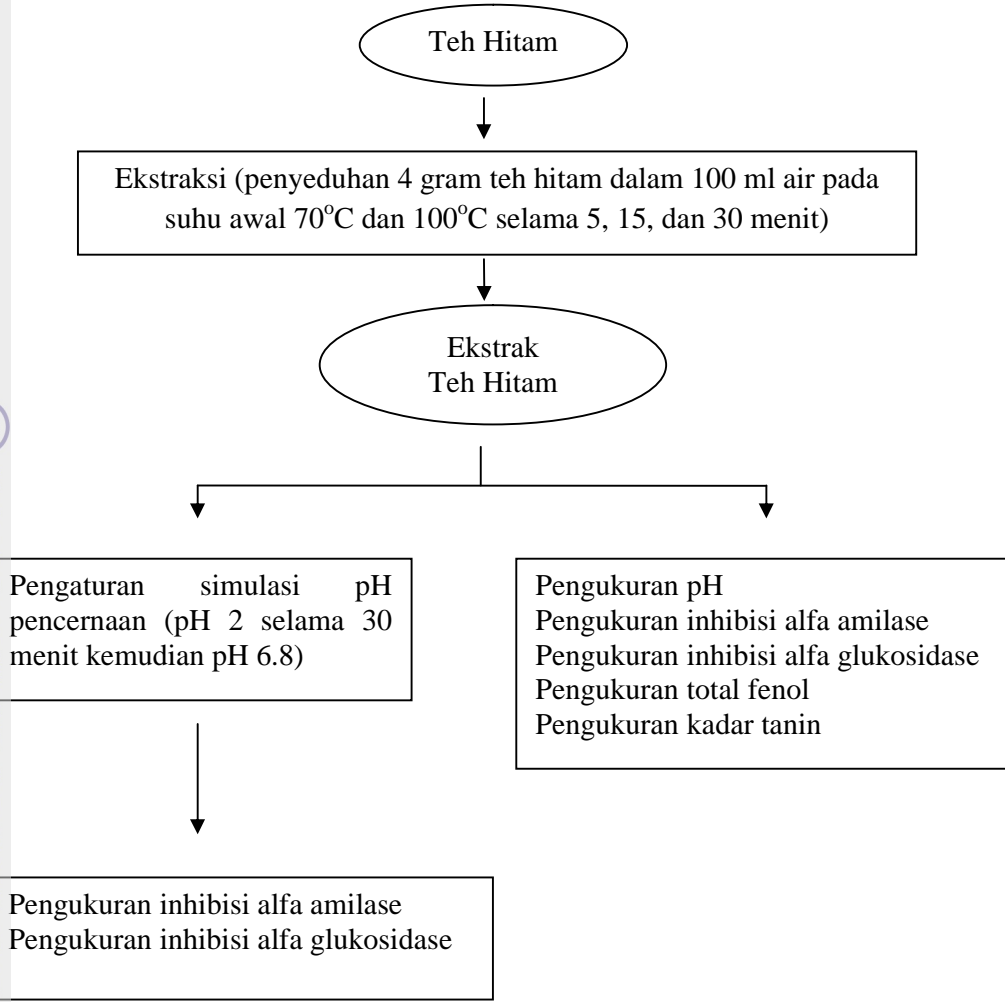 Teh Hitam
Ekstraksi (penyeduhan 4 gram teh hitam dalam 100 ml air pada
suhu awal 70°C dan 100°C selama 5, 15, dan 30 menit)
Ekstrak
Teh Hitam
Pengaturan simulasi pH
pencernaan (pH 2 selama 30
menit kemudian pH 6.8)
Pengukuran pH
Pengukuran inhibisi alfa amilase
Pengukuran inhibisi alfa glukosidase
Pengukuran total fenol
Pengukuran kadar tanin
Pengukuran inhibisi alfa amilase
Pengukuran inhibisi alfa glukosidase